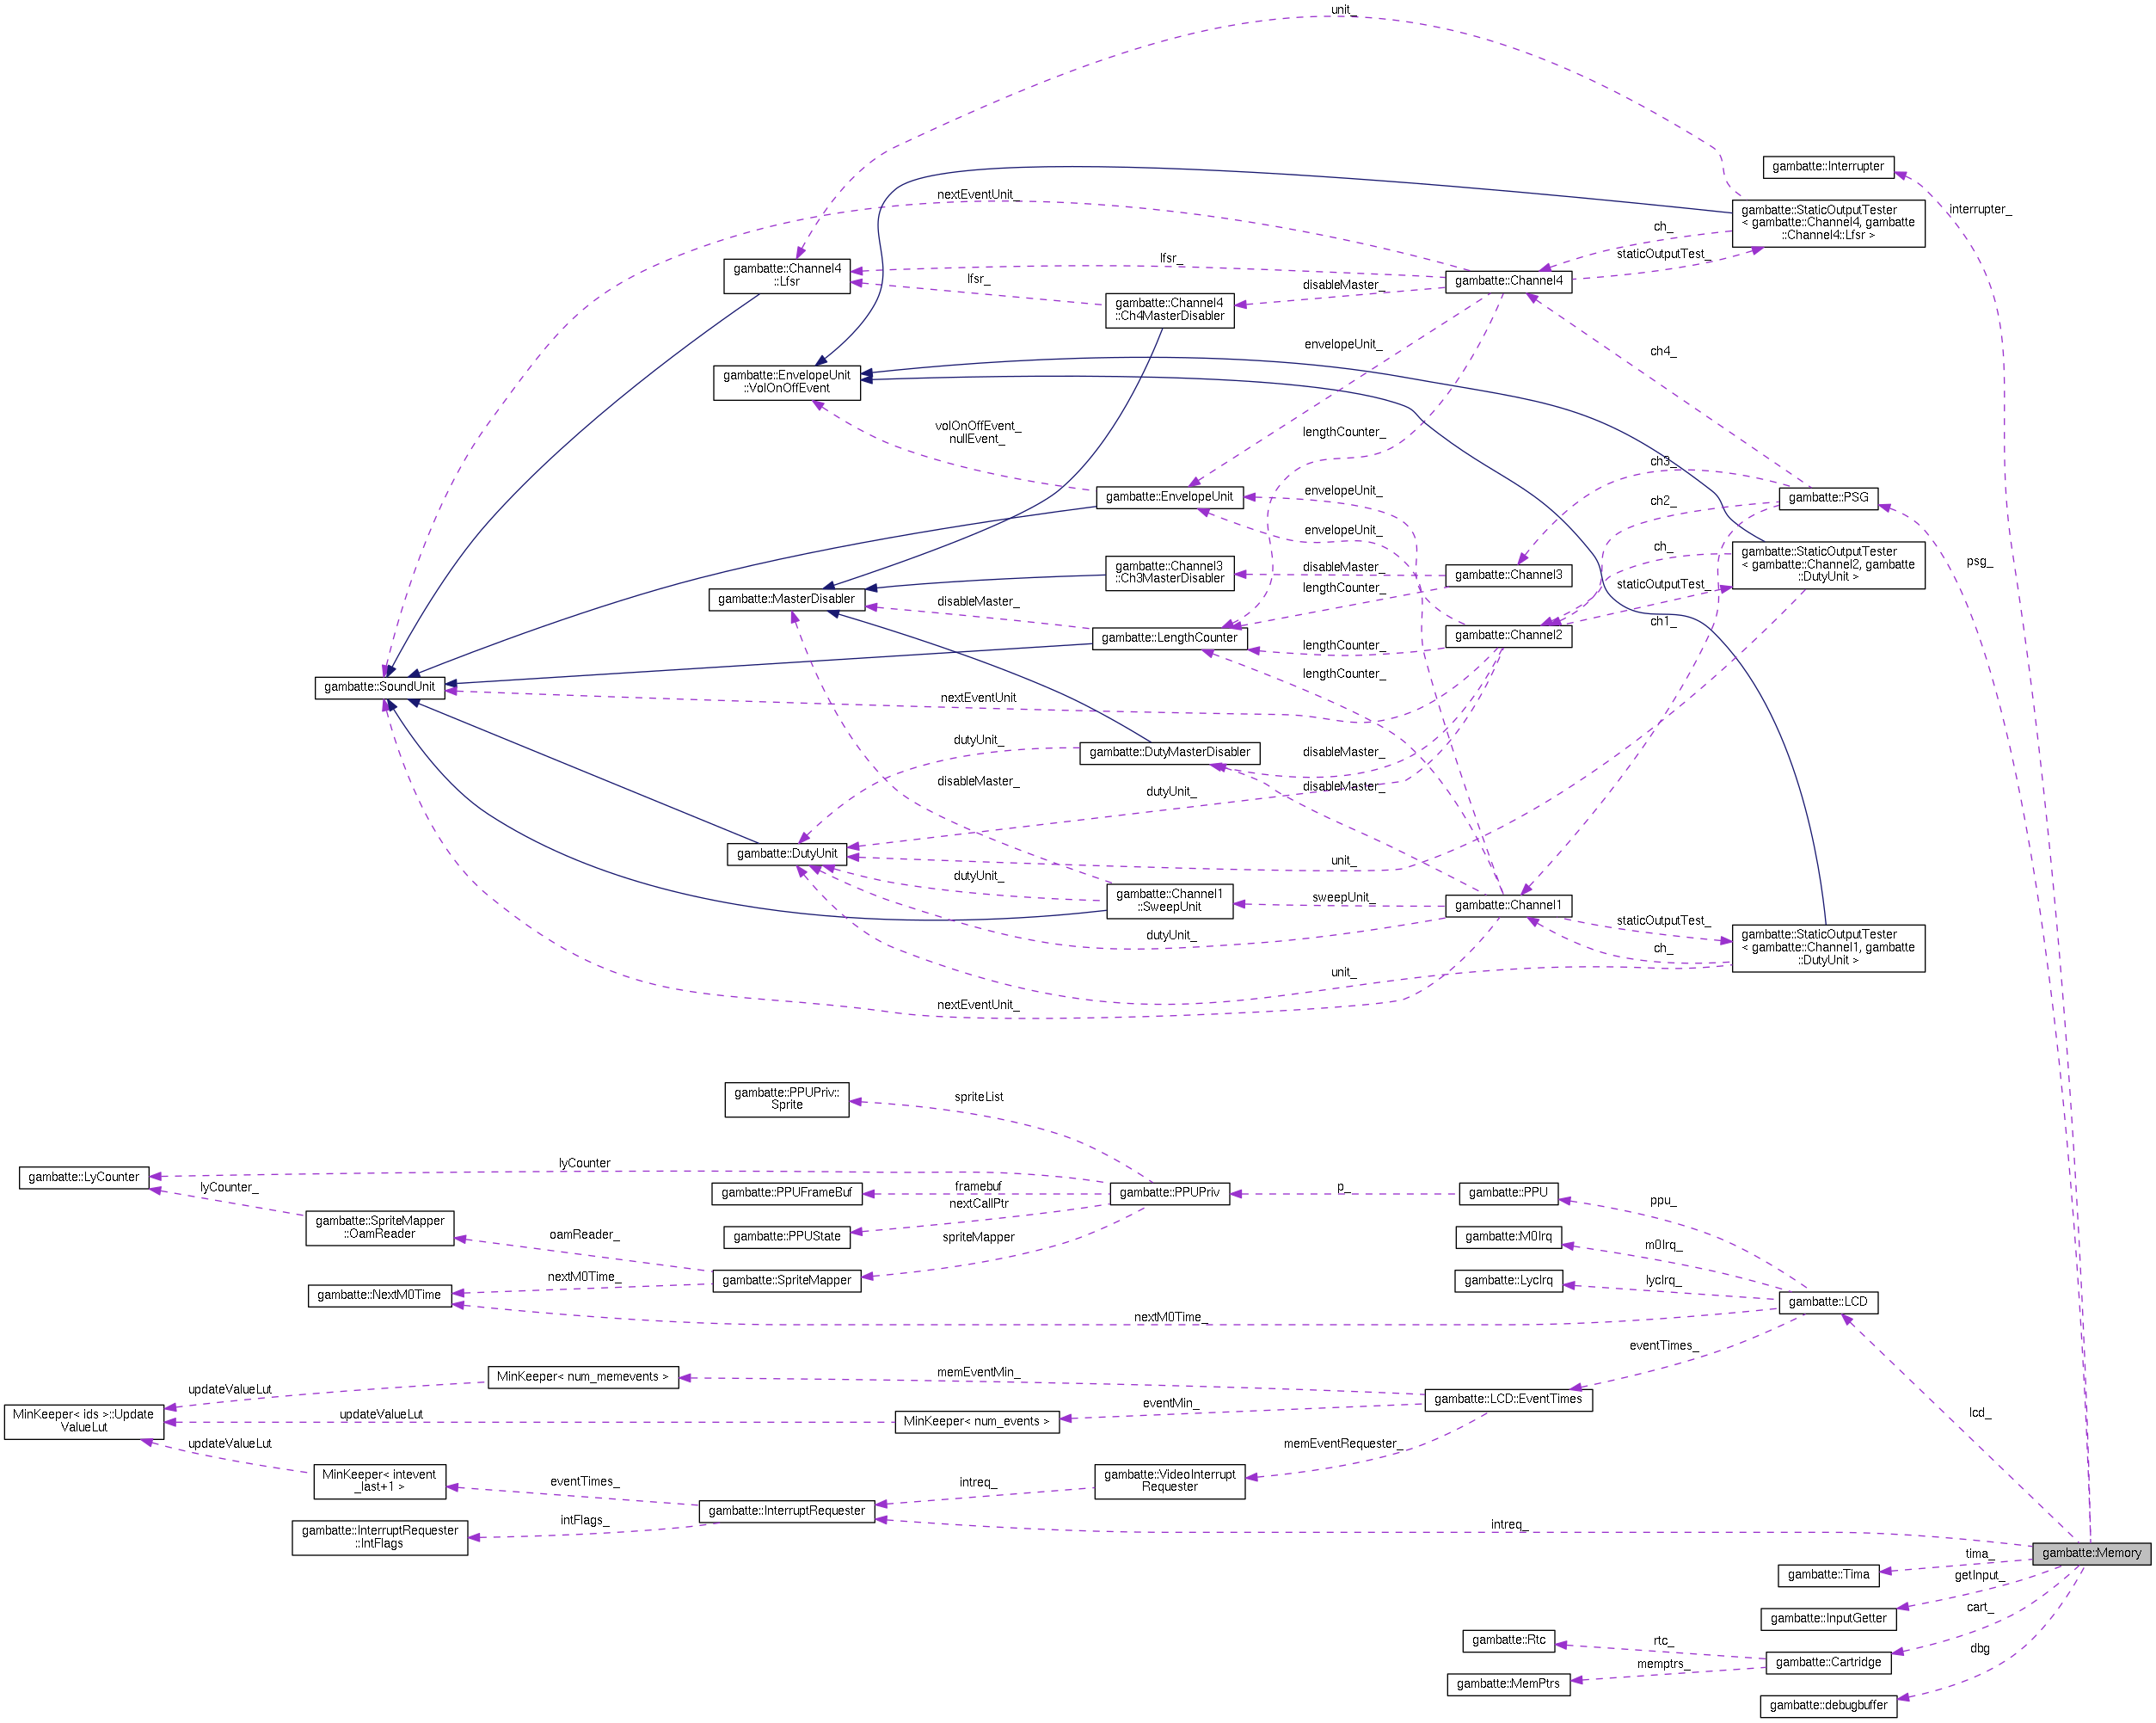 unit_
gambatte::Interrupter
nextEventUnit_
interrupter_
gambatte::StaticOutputTester
< gambatte::Channel4, gambatte
::Channel4::Lfsr >
ch_
staticOutputTest_
gambatte::Channel4
::Lfsr
lfsr_
lfsr_
gambatte::Channel4
disableMaster_
gambatte::Channel4
::Ch4MasterDisabler
envelopeUnit_
ch4_
gambatte::EnvelopeUnit
::VolOnOffEvent
volOnOffEvent_
nullEvent_
lengthCounter_
ch3_
gambatte::EnvelopeUnit
envelopeUnit_
ch2_
gambatte::PSG
envelopeUnit_
ch_
gambatte::StaticOutputTester
< gambatte::Channel2, gambatte
::DutyUnit >
psg_
gambatte::Channel3
::Ch3MasterDisabler
disableMaster_
gambatte::Channel3
lengthCounter_
staticOutputTest_
gambatte::MasterDisabler
disableMaster_
gambatte::LengthCounter
gambatte::Channel2
ch1_
lengthCounter_
lengthCounter_
gambatte::SoundUnit
nextEventUnit
dutyUnit_
gambatte::DutyMasterDisabler
disableMaster_
disableMaster_
disableMaster_
dutyUnit_
gambatte::DutyUnit
unit_
dutyUnit_
gambatte::Channel1
::SweepUnit
sweepUnit_
gambatte::Channel1
staticOutputTest_
gambatte::StaticOutputTester
< gambatte::Channel1, gambatte
::DutyUnit >
dutyUnit_
ch_
unit_
nextEventUnit_
gambatte::PPUPriv::
Sprite
spriteList
gambatte::LyCounter
lyCounter
lyCounter_
gambatte::PPUFrameBuf
framebuf
nextCallPtr
gambatte::PPUPriv
p_
gambatte::PPU
ppu_
gambatte::SpriteMapper
::OamReader
oamReader_
gambatte::PPUState
spriteMapper
gambatte::M0Irq
m0Irq_
gambatte::NextM0Time
nextM0Time_
gambatte::SpriteMapper
gambatte::LycIrq
lycIrq_
gambatte::LCD
nextM0Time_
eventTimes_
updateValueLut
MinKeeper< num_memevents >
memEventMin_
gambatte::LCD::EventTimes
MinKeeper< ids >::Update
ValueLut
updateValueLut
MinKeeper< num_events >
eventMin_
lcd_
updateValueLut
memEventRequester_
MinKeeper< intevent
_last+1 >
eventTimes_
intreq_
gambatte::VideoInterrupt
Requester
gambatte::InterruptRequester
intFlags_
intreq_
gambatte::InterruptRequester
::IntFlags
gambatte::Memory
tima_
gambatte::Tima
getInput_
gambatte::InputGetter
cart_
gambatte::Rtc
rtc_
gambatte::Cartridge
dbg
gambatte::MemPtrs
memptrs_
gambatte::debugbuffer